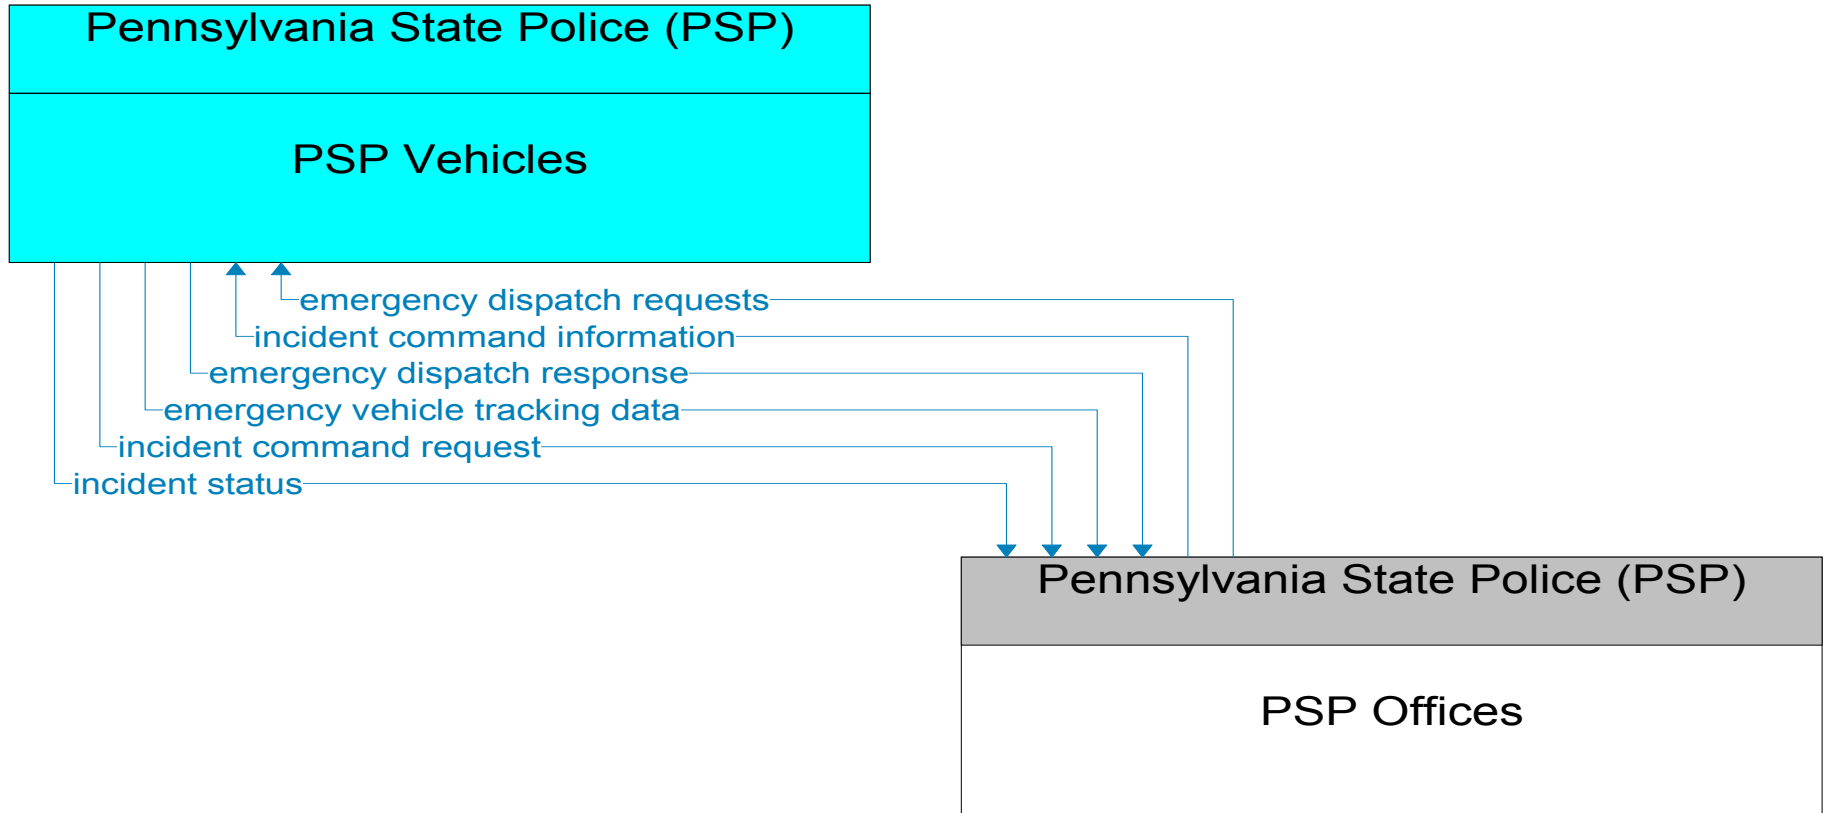 Pennsylvania State Police (PSP)
PSP Vehicles
emergency dispatch requests
incident command information
emergency dispatch response
emergency vehicle tracking data
incident command request
incident status
Pennsylvania State Police (PSP)
PSP Offices